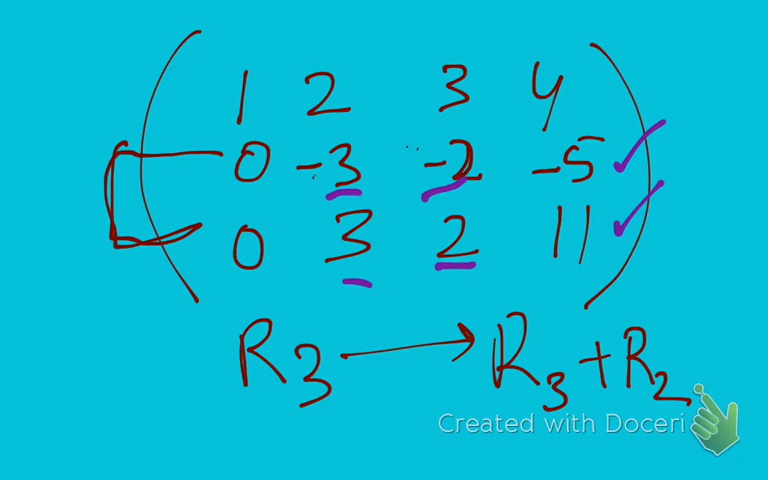 1 2 3 4
0 -3 -2 -5
0 3 2 11
R3 → R3 + R2
Created with Doceri